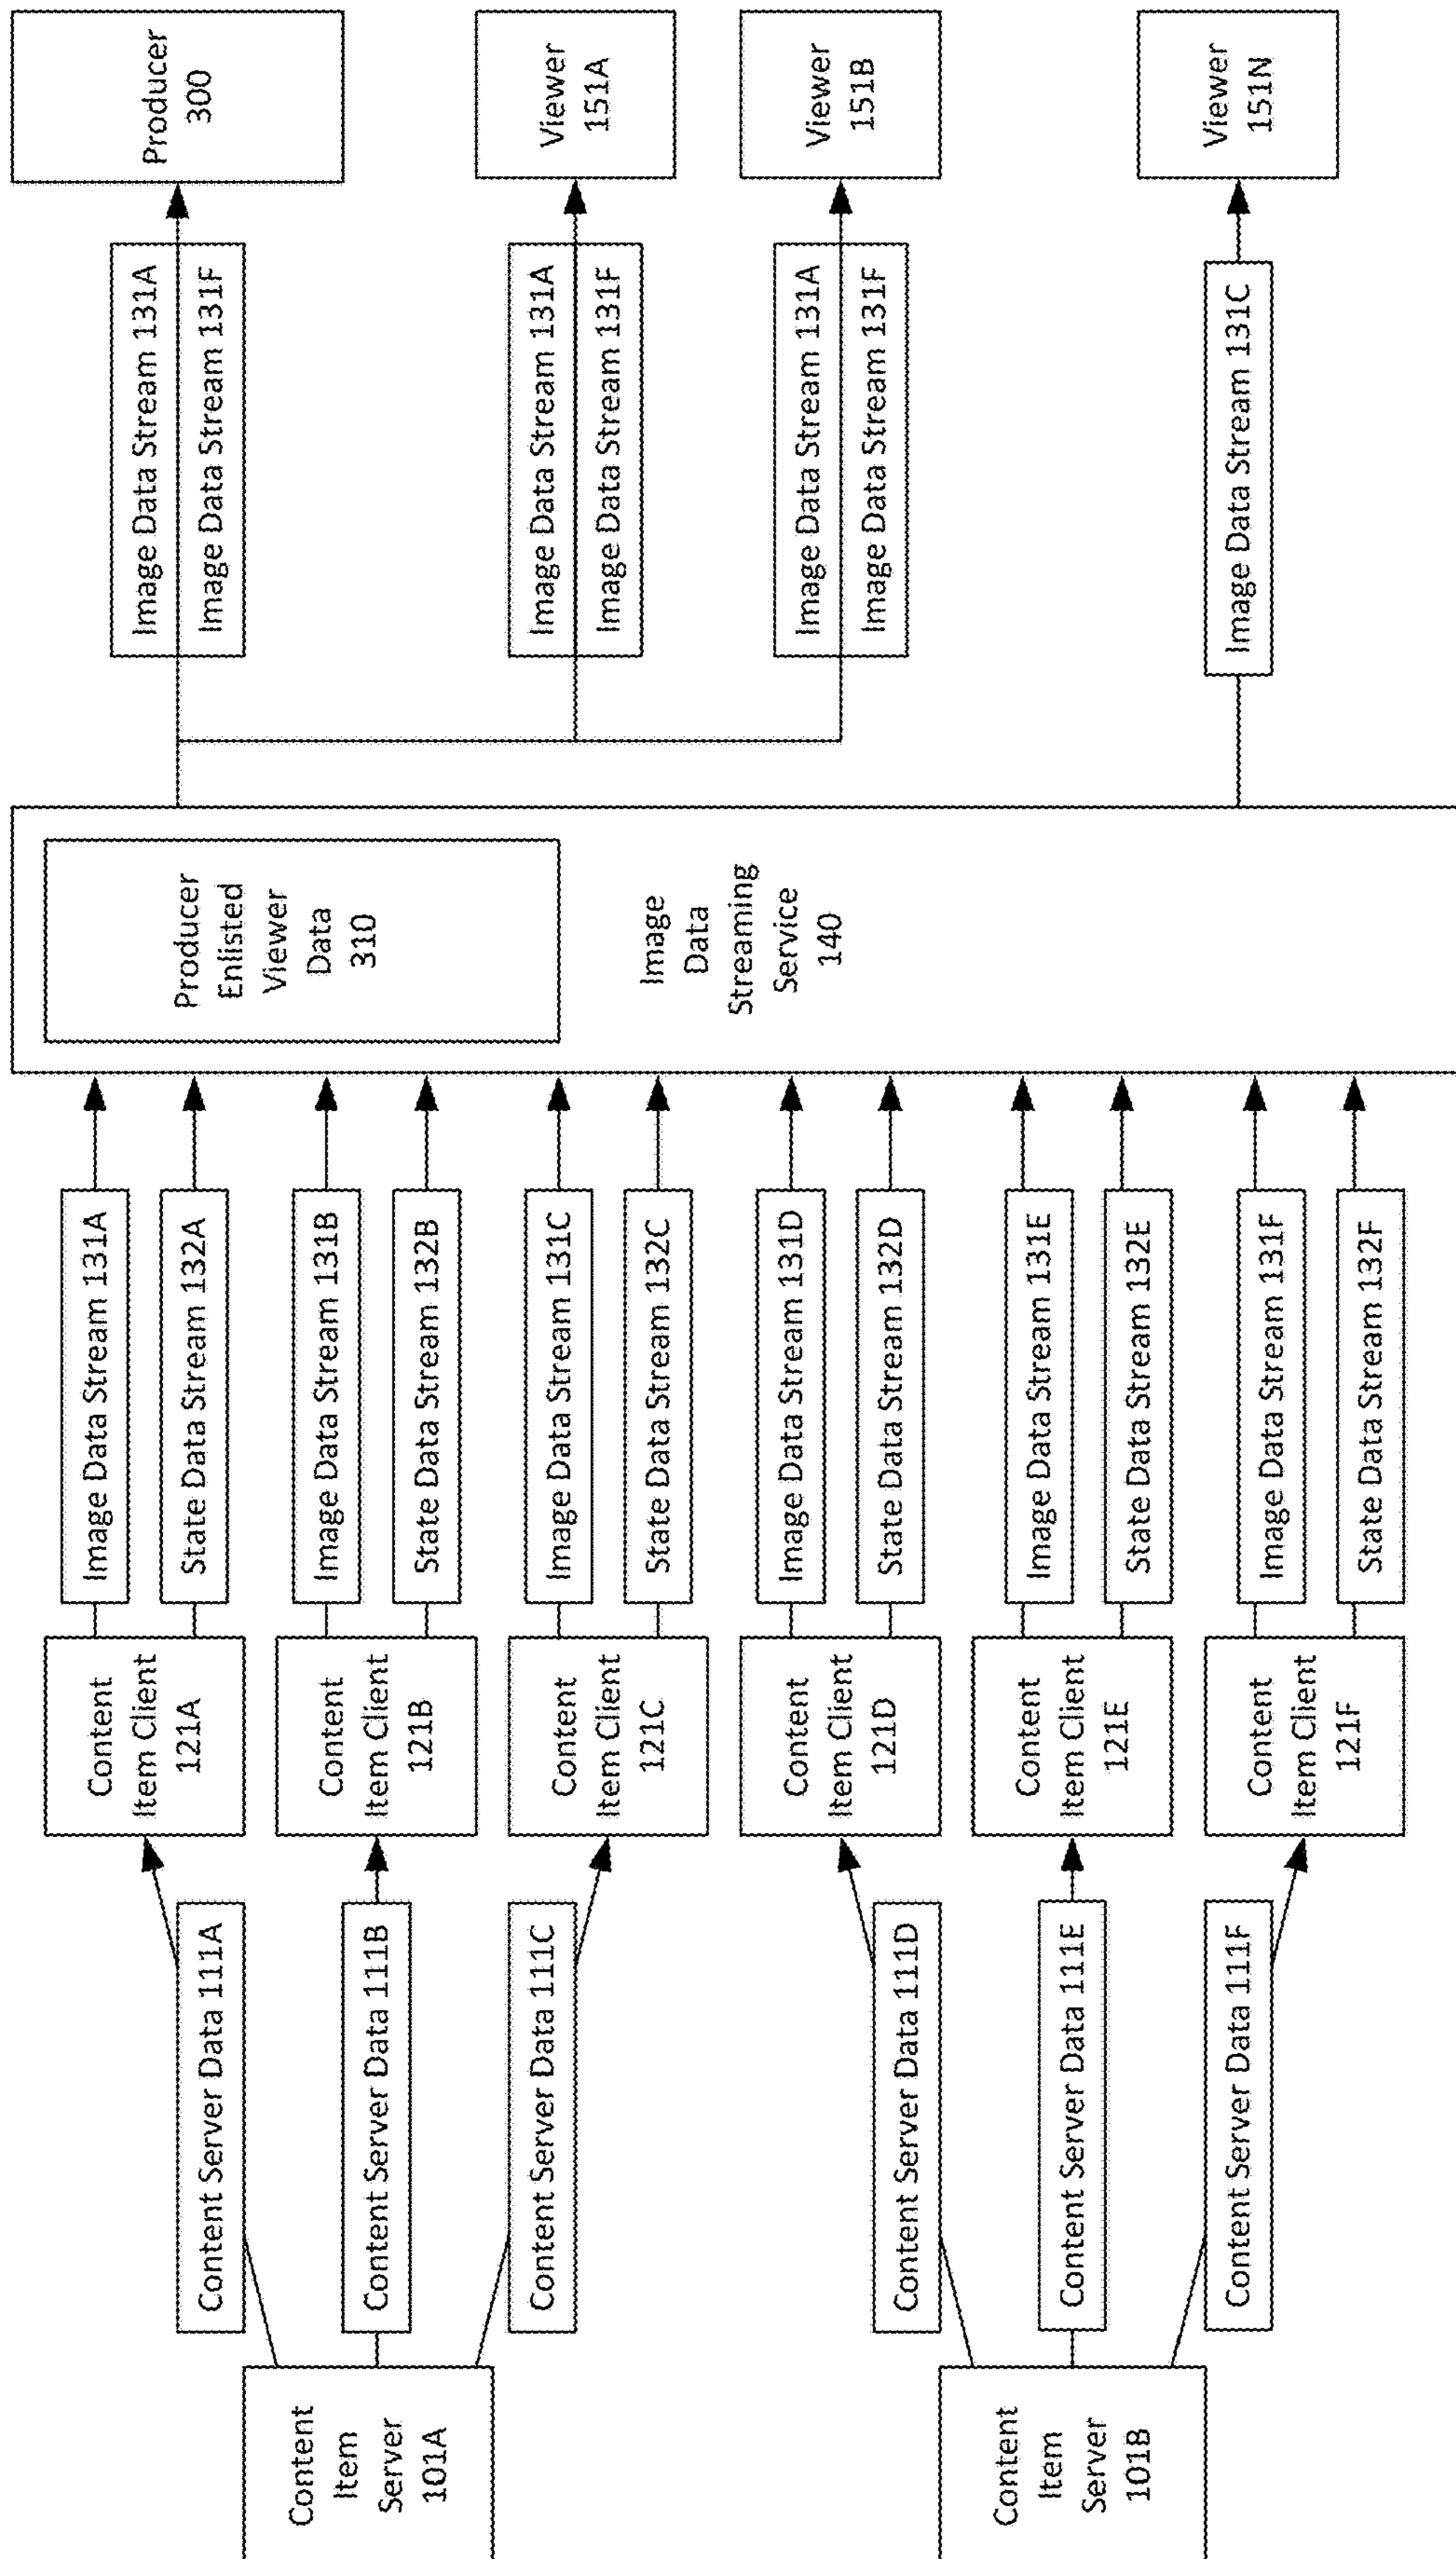 Content
Item
Server
101A
Content
Item
Server
101B
Content Server Data 111A
Content Server Data 111B
Content Server Data 111C
Content Server Data 111D
Content Server Data 111E
Content Server Data 111F
Content
Item Client
121A
Content
Item Client
121B
Content
Item Client
121C
Content
Item Client
121D
Content
Item Client
121E
Content
Item Client
121F
Image Data Stream 131A
State Data Stream 132A
Image Data Stream 131B
State Data Stream 132B
Image Data Stream 131C
State Data Stream 132C
Image Data Stream 131D
State Data Stream 132D
Image Data Stream 131E
State Data Stream 132E
Image Data Stream 131F
State Data Stream 132F
Producer
Enlisted
Viewer
Data
310
Image
Data
Streaming
Service
140
Image Data Stream 131A
Image Data Stream 131F
Image Data Stream 131A
Image Data Stream 131F
Image Data Stream 131A
Image Data Stream 131F
Image Data Stream 131C
Producer
300
Viewer
151A
Viewer
151B
Viewer
151N